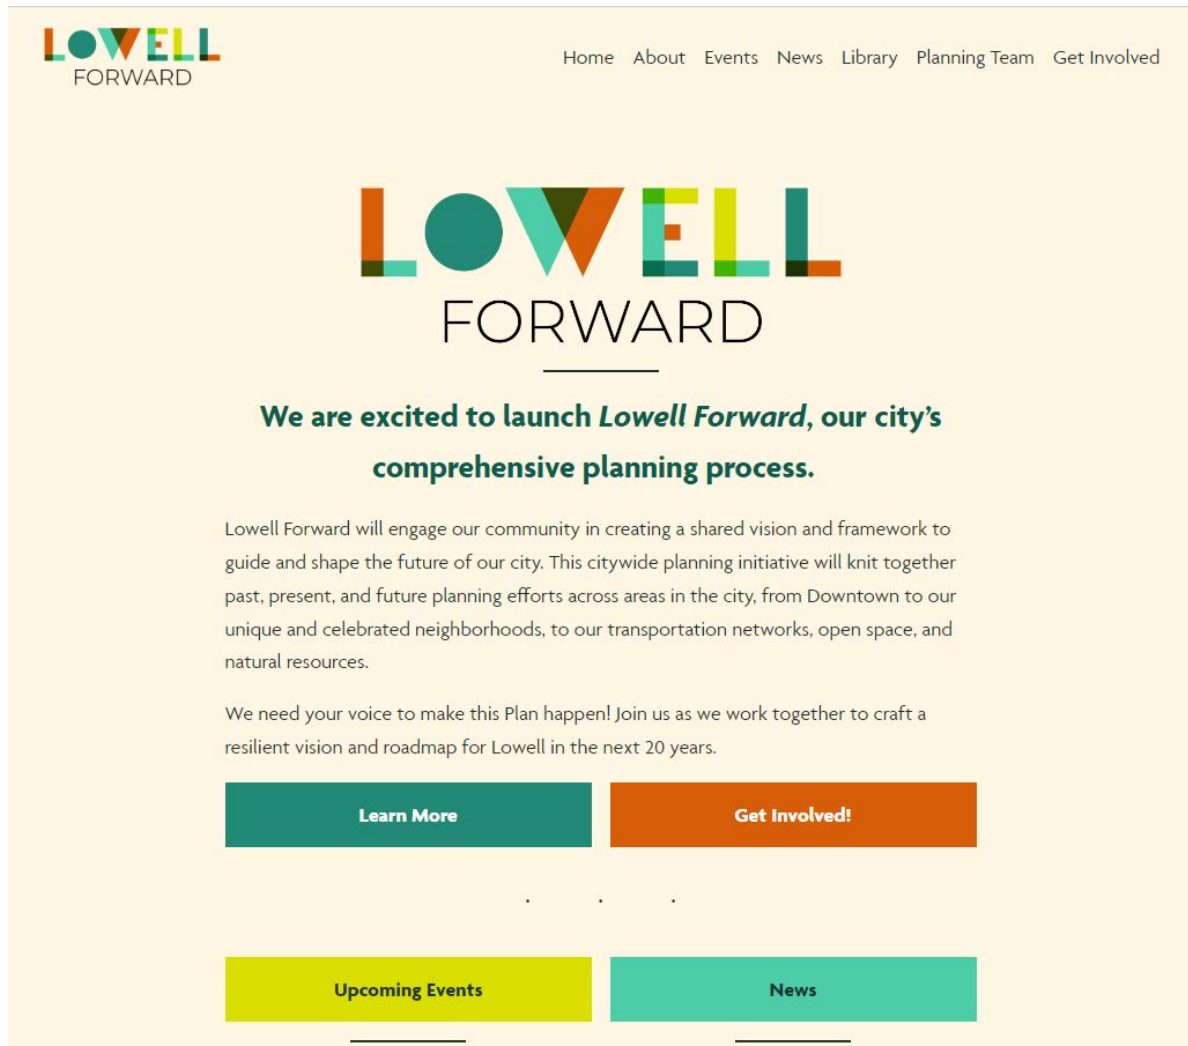 LOWELL
FORWARD
Home About Events News Library Planning Team Get Involved
LOWELL
FORWARD
We are excited to launch Lowell Forward, our city’s
comprehensive planning process.
Lowell Forward will engage our community in creating a shared vision and framework to
guide and shape the future of our city. This citywide planning initiative will knit together
past, present, and future planning efforts across areas in the city, from Downtown to our
unique and celebrated neighborhoods, to our transportation networks, open space, and
natural resources.
We need your voice to make this Plan happen! Join us as we work together to craft a
resilient vision and roadmap for Lowell in the next 20 years.
Learn More Get Involved!
. . .
Upcoming Events News